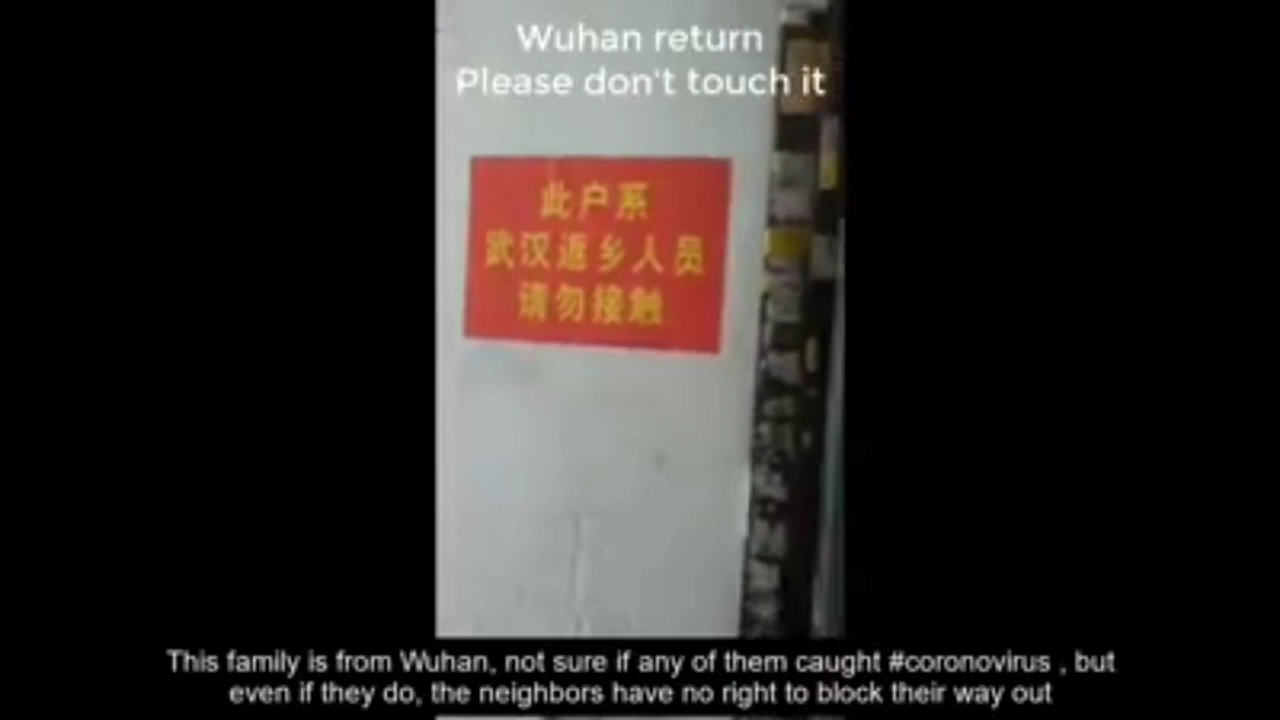 Wuhan return
Please don't touch it
此户系
武汉返乡人员
请勿接触
This family is from Wuhan, not sure if any of them caught #coronovirus , but
even if they do, the neighbors have no right to block their way out